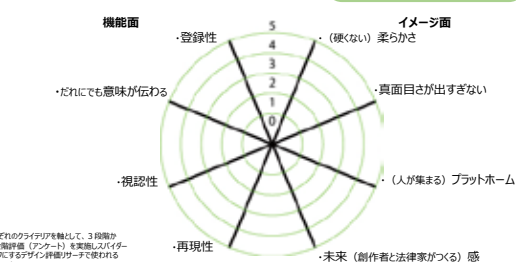 機能面
イメージ面
・登録性
・（硬くない）柔らかさ
・だれにでも意味が伝わる
・真面目さが出すぎない
・視認性
・（人が集まる）プラットホーム
・再現性
・未来（創作者と法律家がつくる）感
5
4
3
2
1
0
ぞれのクライテリアを軸として、3段階か
階評価（アンケート）を実施しスパイダー
にするデザイン評価リサーチで使われる